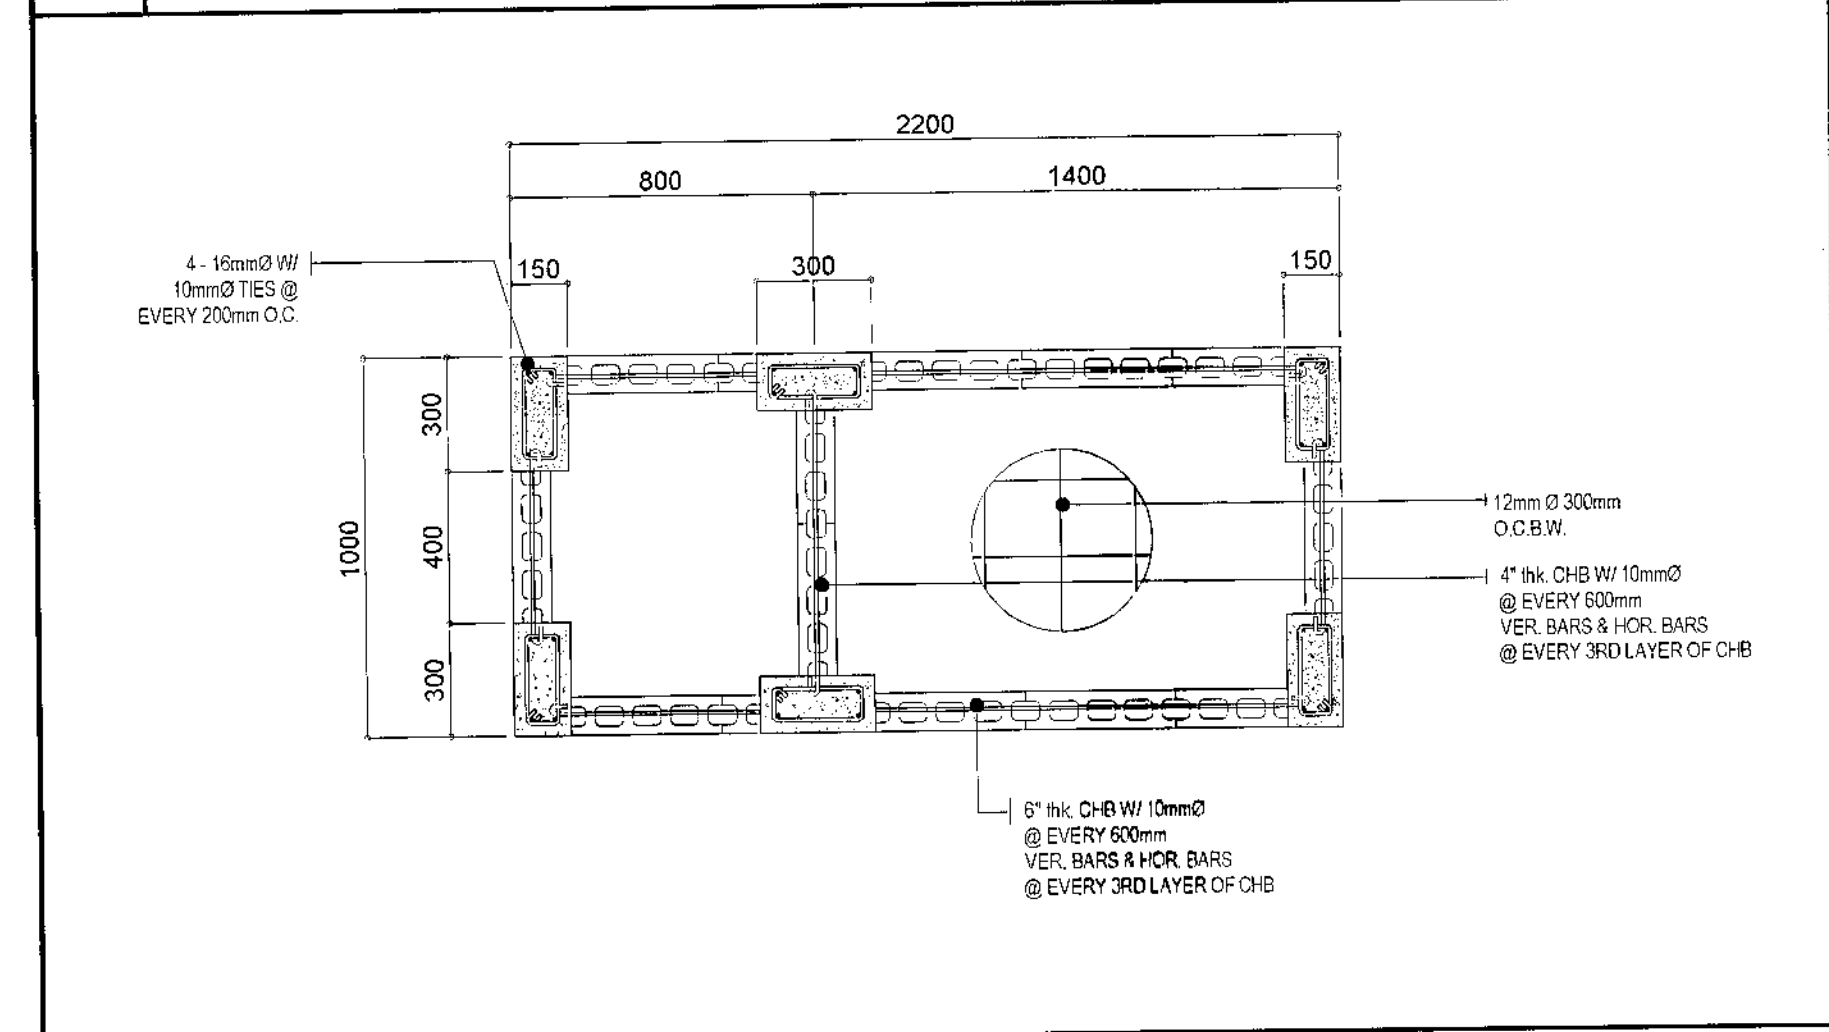 2200
800
1400
4 - 16mmØ W/
10mmØ TIES @
EVERY 200mm O.C.
150
300
150
300
1000
400
300
12mm Ø 300mm
O.C.B.W.
4" thk. CHB W/ 10mmØ
@ EVERY 600mm
VER. BARS & HOR. BARS
@ EVERY 3RD LAYER OF CHB
6" thk. CHB W/ 10mmØ
@ EVERY 600mm
VER. BARS & HOR. BARS
@ EVERY 3RD LAYER OF CHB